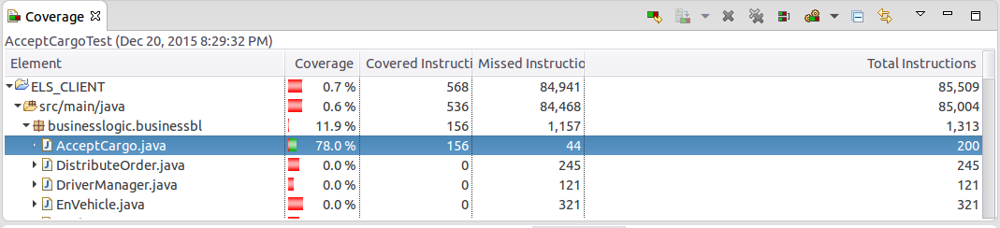 Coverage
AcceptCargoTest (Dec 20, 2015 8:29:32 PM)
Element Coverage Covered Instructi Missed Instructio Total Instructions
ELS_CLIENT 0.7 % 568 84,941 85,509
src/main/java 0.6 % 536 84,468 85,004
businesslogic.businessbl 11.9 % 156 1,157 1,313
AcceptCargo.java 78.0 % 156 44 200
DistributeOrder.java 0.0 % 0 245 245
DriverManager.java 0.0 % 0 121 121
EnVehicle.java 0.0 % 0 321 321